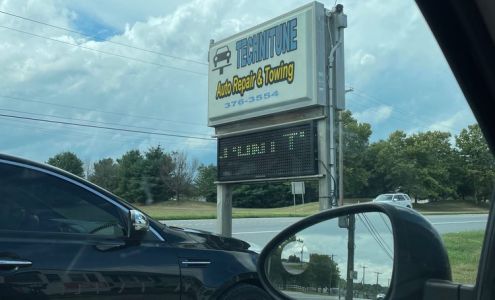 TECHNITUNE
Auto Repair & Towing
376-3554